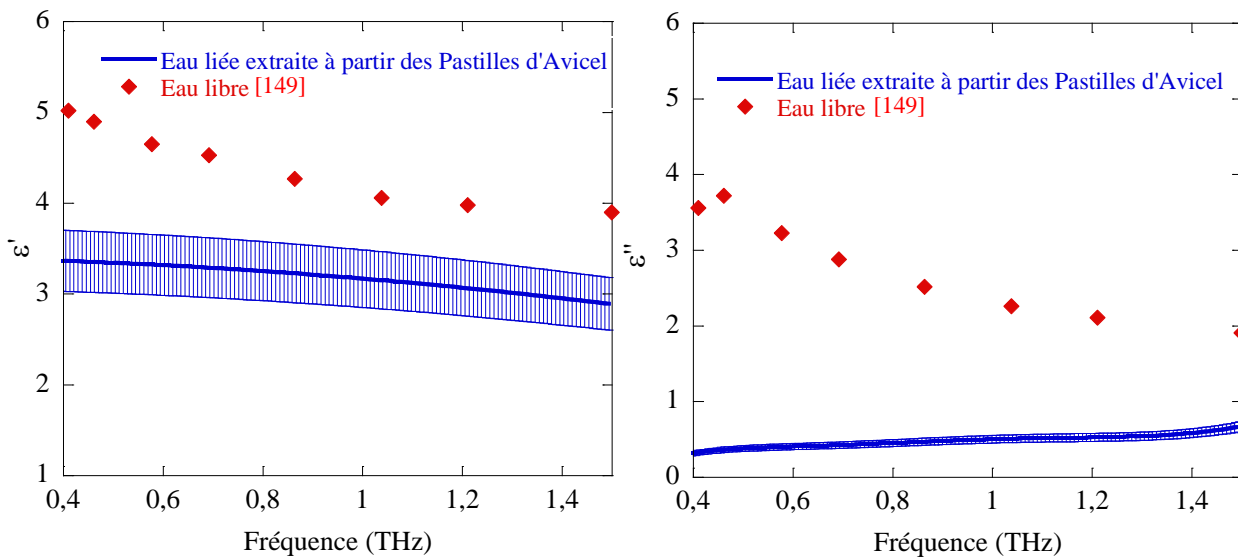 6
5
4
3
2
1
ε'
Eau liée extraite à partir des Pastilles d'Avicel
Eau libre [149]
0,4 0,6 0,8 1 1,2 1,4
Fréquence (THz)
6
5
4
3
2
1
0
ε''
Eau liée extraite à partir des Pastilles d'Avicel
Eau libre [149]
0,4 0,6 0,8 1 1,2 1,4
Fréquence (THz)